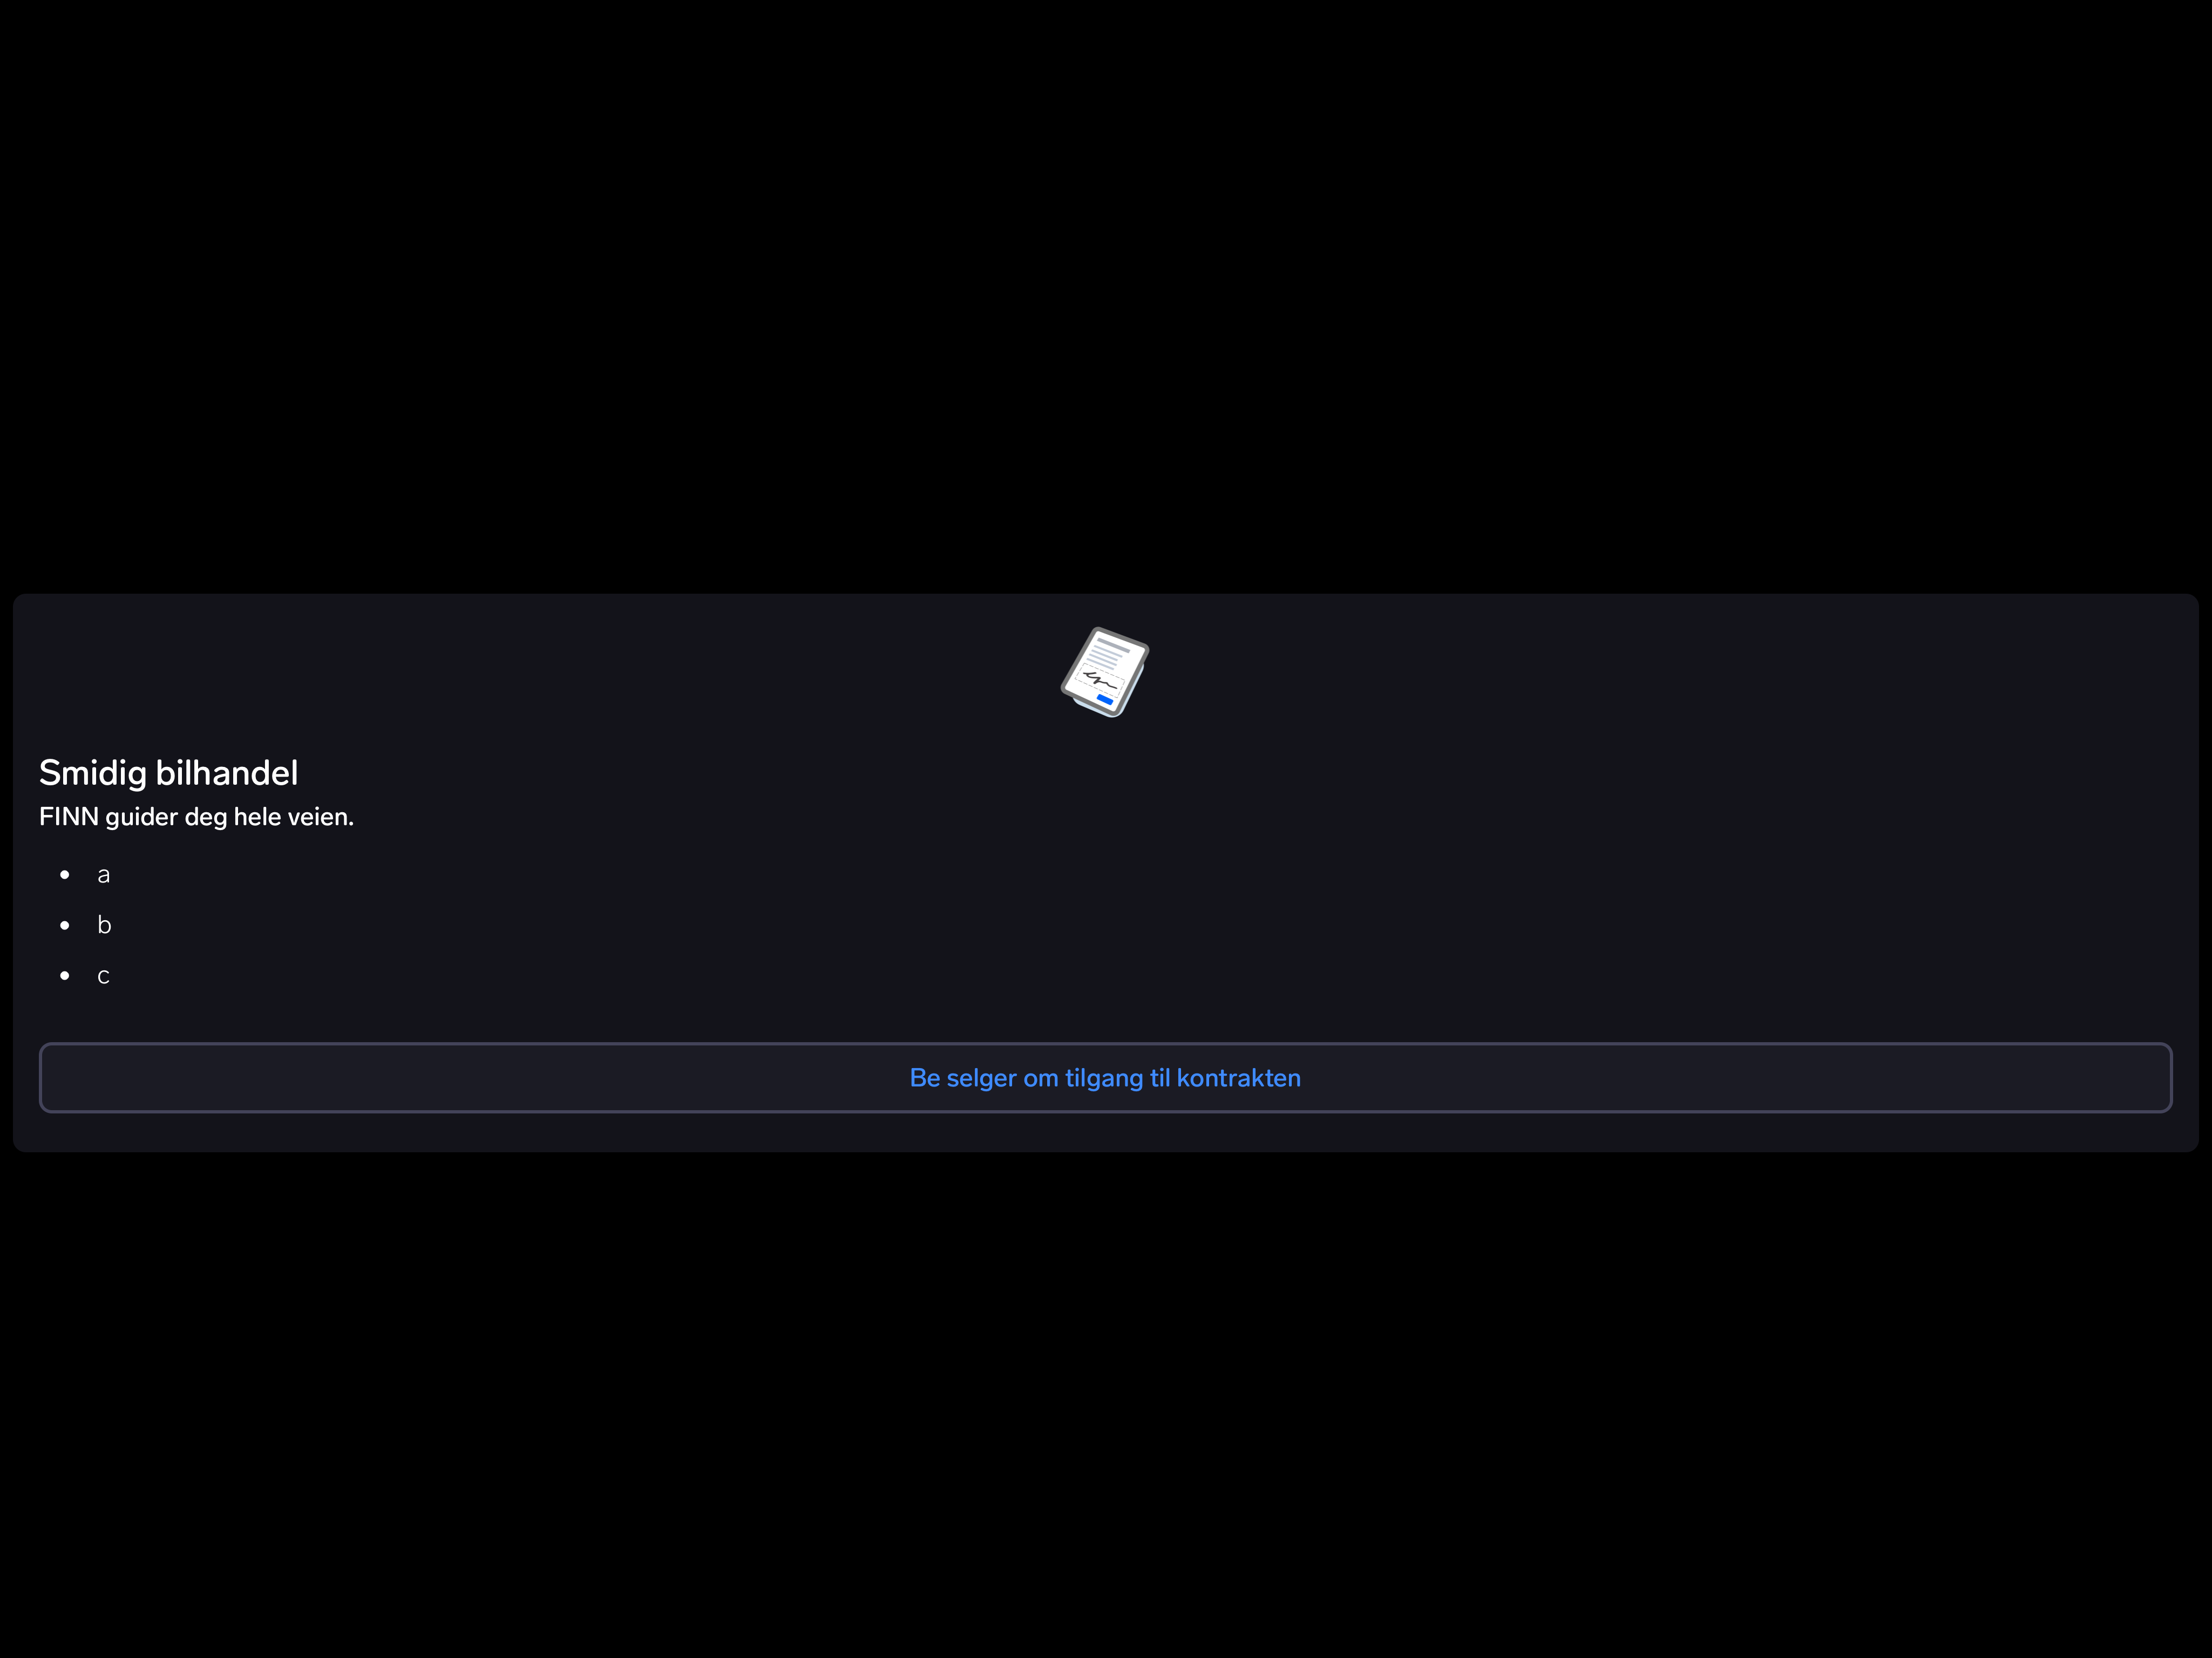 Smidig bilhandel
FINN guider deg hele veien.
• a
• b
• c
Be selger om tilgang til kontrakten